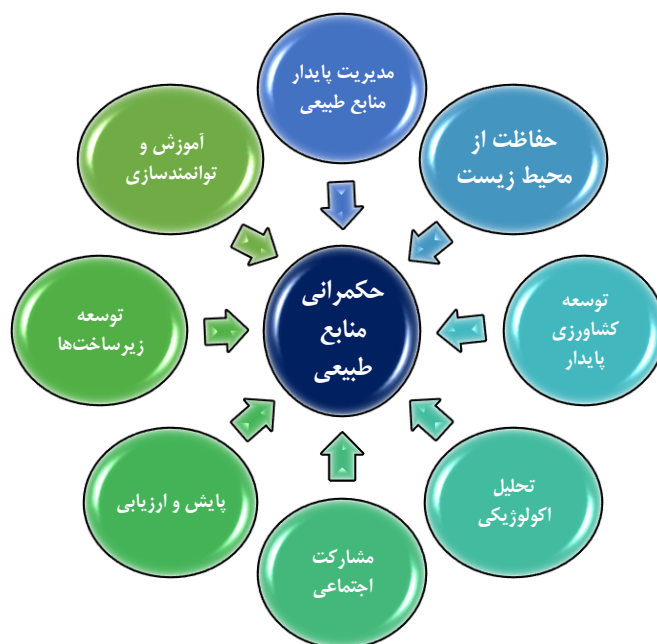 مدیریت پایدار
منابع طبیعی
حفاظت از
محیط زیست
توسعه
کشاورزی
پایدار
تحلیل
اکولوژیکی
مشارکت
اجتماعی
پایش و ارزیابی
توسعه
زیرساخت‌ها
آموزش و
توانمندسازی
حکمرانی
منابع
طبیعی